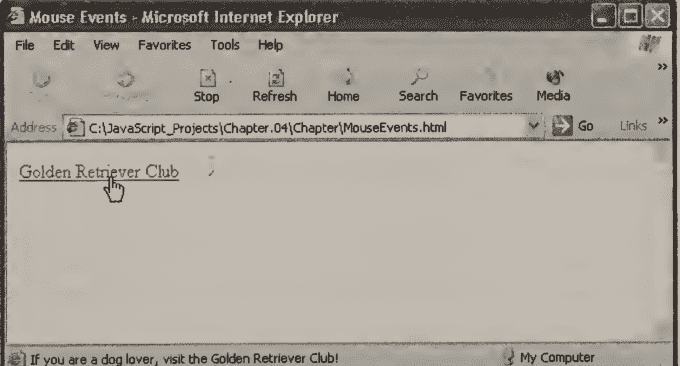 Mouse Events - Microsoft Internet Explorer
File Edit View Favorites Tools Help
Stop Refresh Home Search Favorites Media »
Address C:\JavaScript_Projects\Chapter.04\Chapter\MouseEvents.html Go Links »
Golden Retriever Club
If you are a dog lover, visit the Golden Retriever Club! My Computer